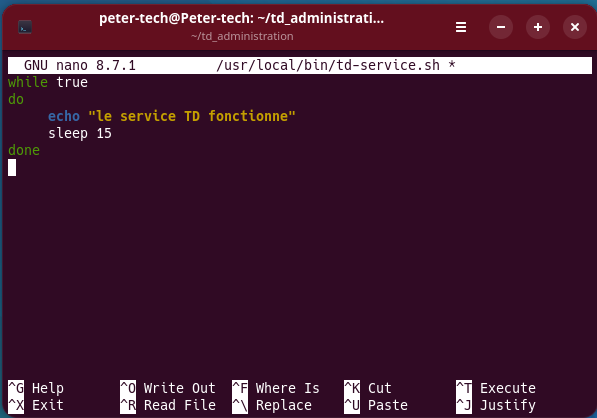 peter-tech@Peter-tech: ~/td_administrati...
~/td_administration
GNU nano 8.7.1 /usr/local/bin/td-service.sh *
while true
do
echo "le service TD fonctionne"
sleep 15
done
^G Help ^O Write Out ^F Where Is ^K Cut ^T Execute
^X Exit ^R Read File ^\ Replace ^U Paste ^J Justify